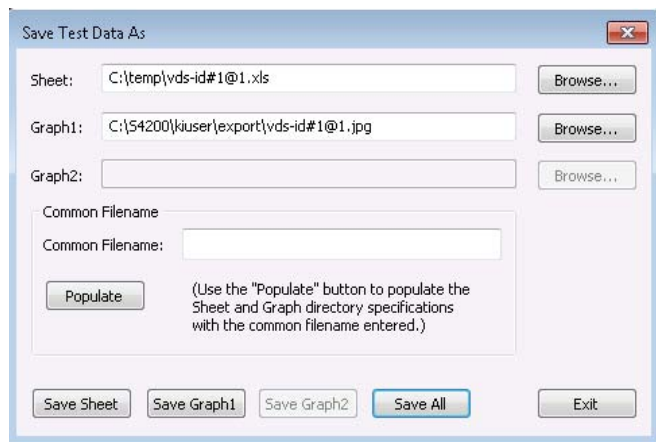 Save Test Data As
Sheet: C:\temp\vds-id#1@1.xls Browse...
Graph1: C:\S4200\kiuser\export\vds-id#1@1.jpg Browse...
Graph2: Browse...
Common Filename
Common Filename:
Populate
(Use the "Populate" button to populate the
Sheet and Graph directory specifications
with the common filename entered.)
Save Sheet Save Graph1 Save Graph2 Save All Exit